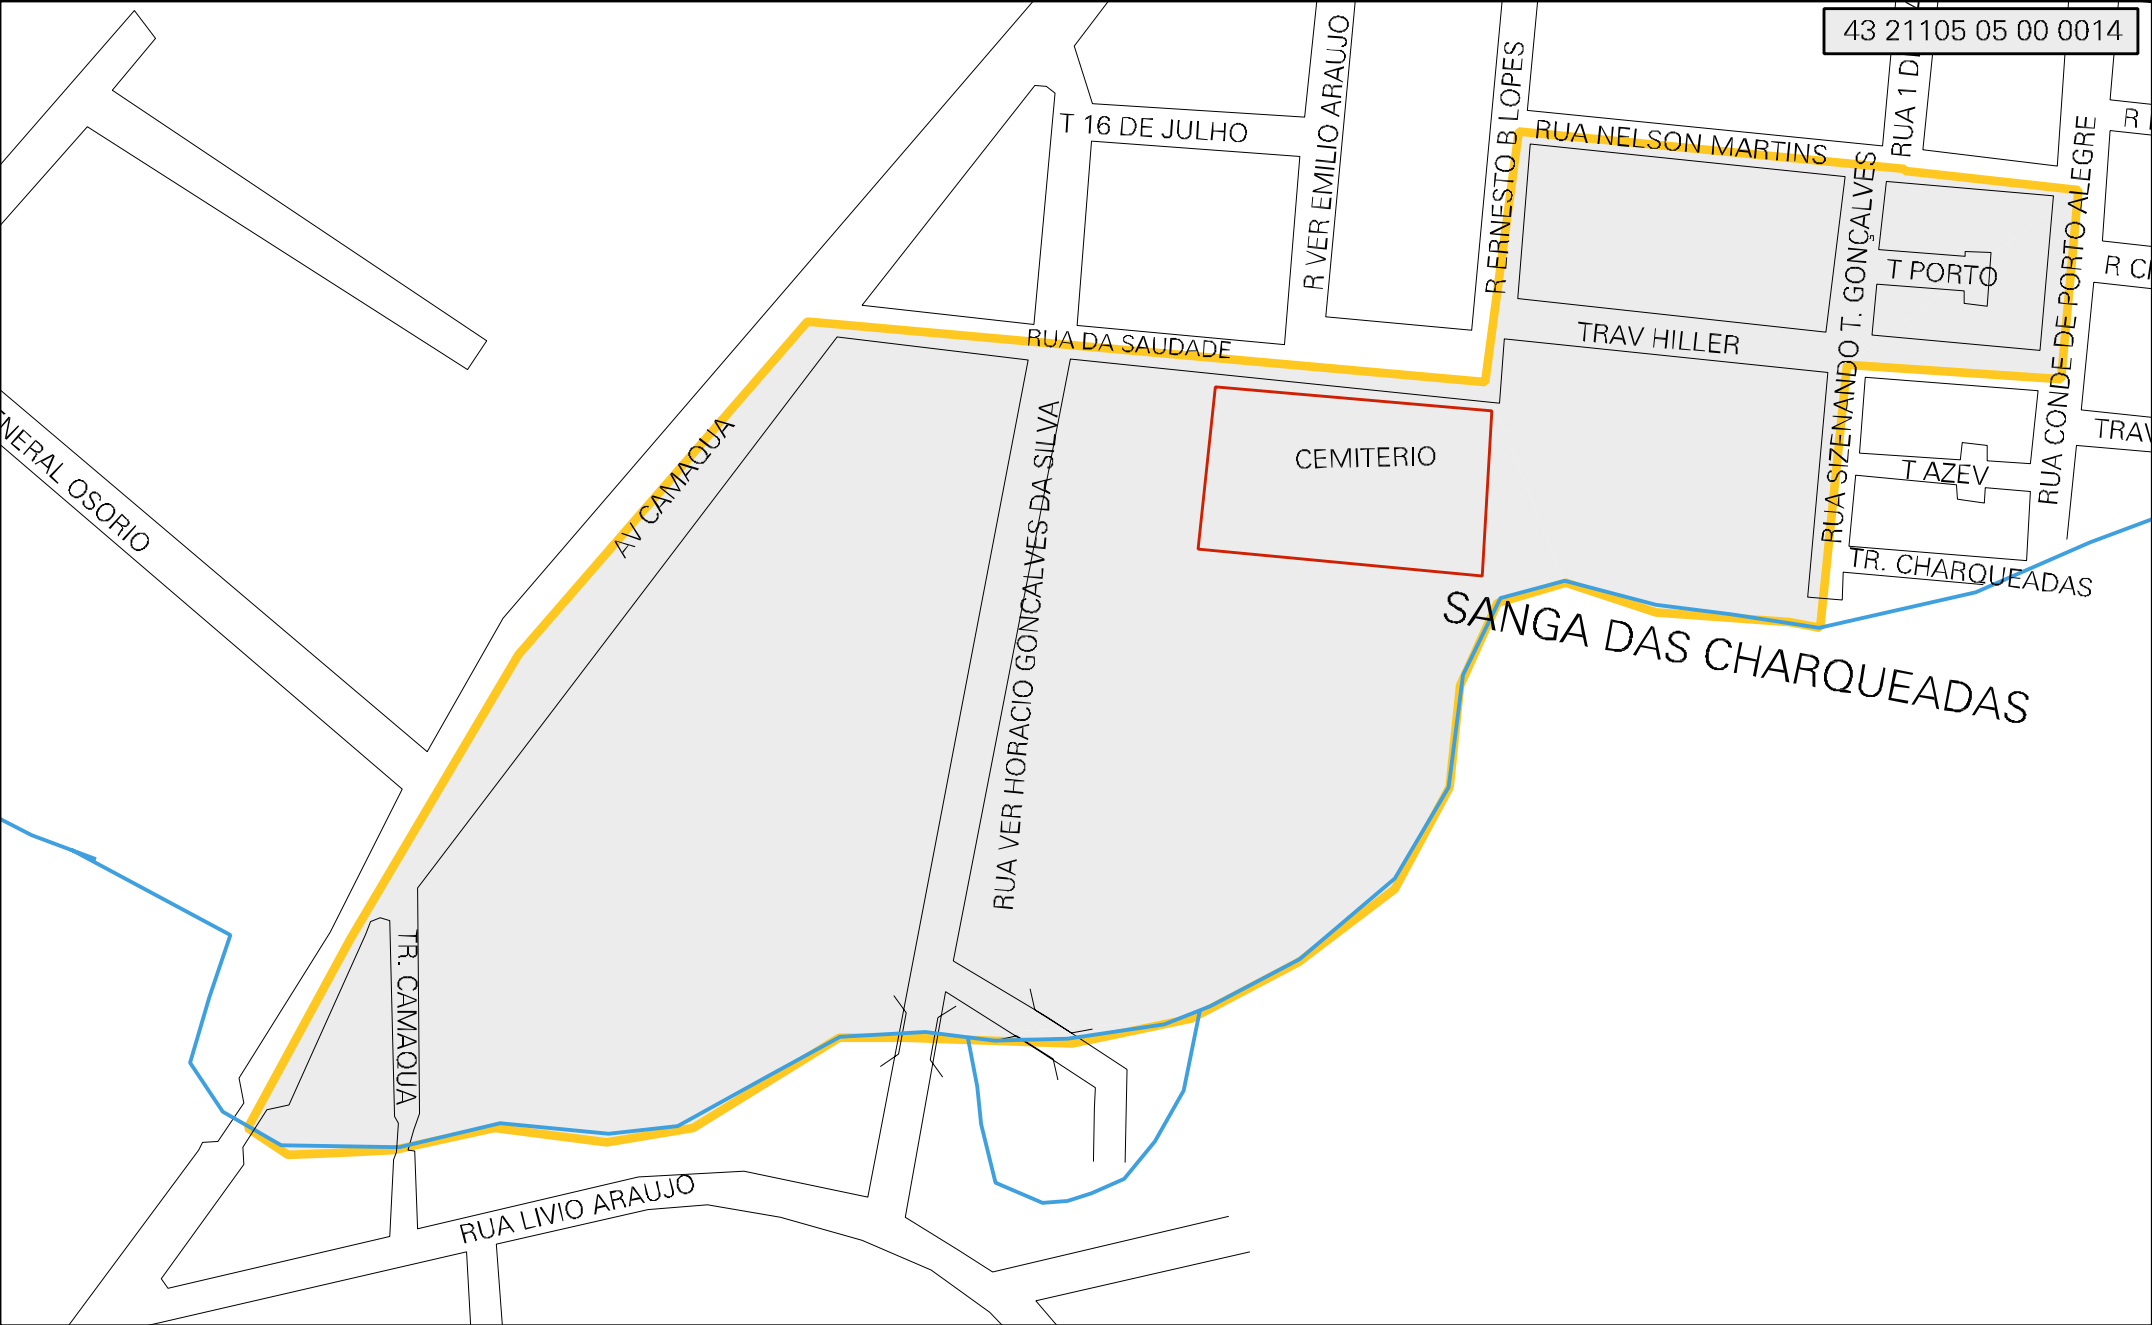 43 21105 05 00 0014
T 16 DE JULHO
R VER EMILIO ARAUJO
R ERNESTO B LOPES
RUA NELSON MARTINS
RUA 1
RUA CONDE DE PORTO ALEGRE
R
R
T PORTO
RUA SIZENANDO T. GONÇALVES
TRAV HILLER
RUA DA SAUDADE
AV CAMAQUA
RUA VER HORACIO GONCALVES DA SILVA
CEMITERIO
TRAV
T AZEV
TR. CHARQUEADAS
SANGA DAS CHARQUEADAS
NERAL OSORIO
TR. CAMAQUA
RUA LIVIO ARAUJO